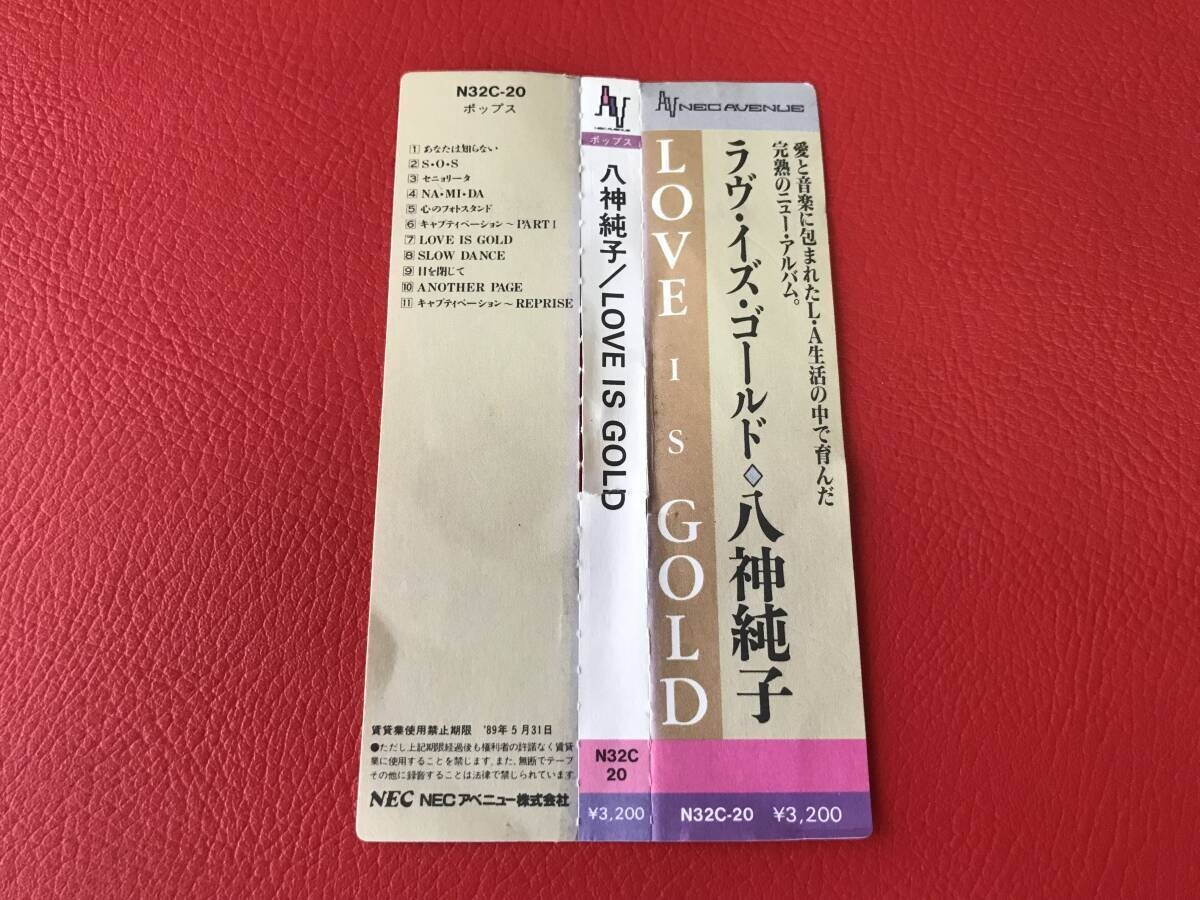 N32C-20
ポップス
1 あなたは知らない
2 S・O・S
3 セニョリータ
4 NA・MI・DA
5 心のフォトスタンド
6 キャプティベーション〜PART I
7 LOVE IS GOLD
8 SLOW DANCE
9 目を閉じて
10 ANOTHER PAGE
11 キャプティベーション〜REPRISE
賃貸業使用禁止期限 '89年5月31日
●ただし上記期限経過後も権利者の許諾なく賃貸
業に使用することを禁じます。また、無断でテープ
その他に録音することは法律で禁じられています
NEC NECアベニュー株式会社
AV
ポップス
八神純子/LOVE IS GOLD
N32C
20
¥3,200
AV NEC AVENUE
愛と音楽に包まれたL・A生活の中で育んだ
完熟のニュー・アルバム。
ラヴ・イズ・ゴールド◇八神純子
LOVE IS GOLD
N32C-20 ¥3,200